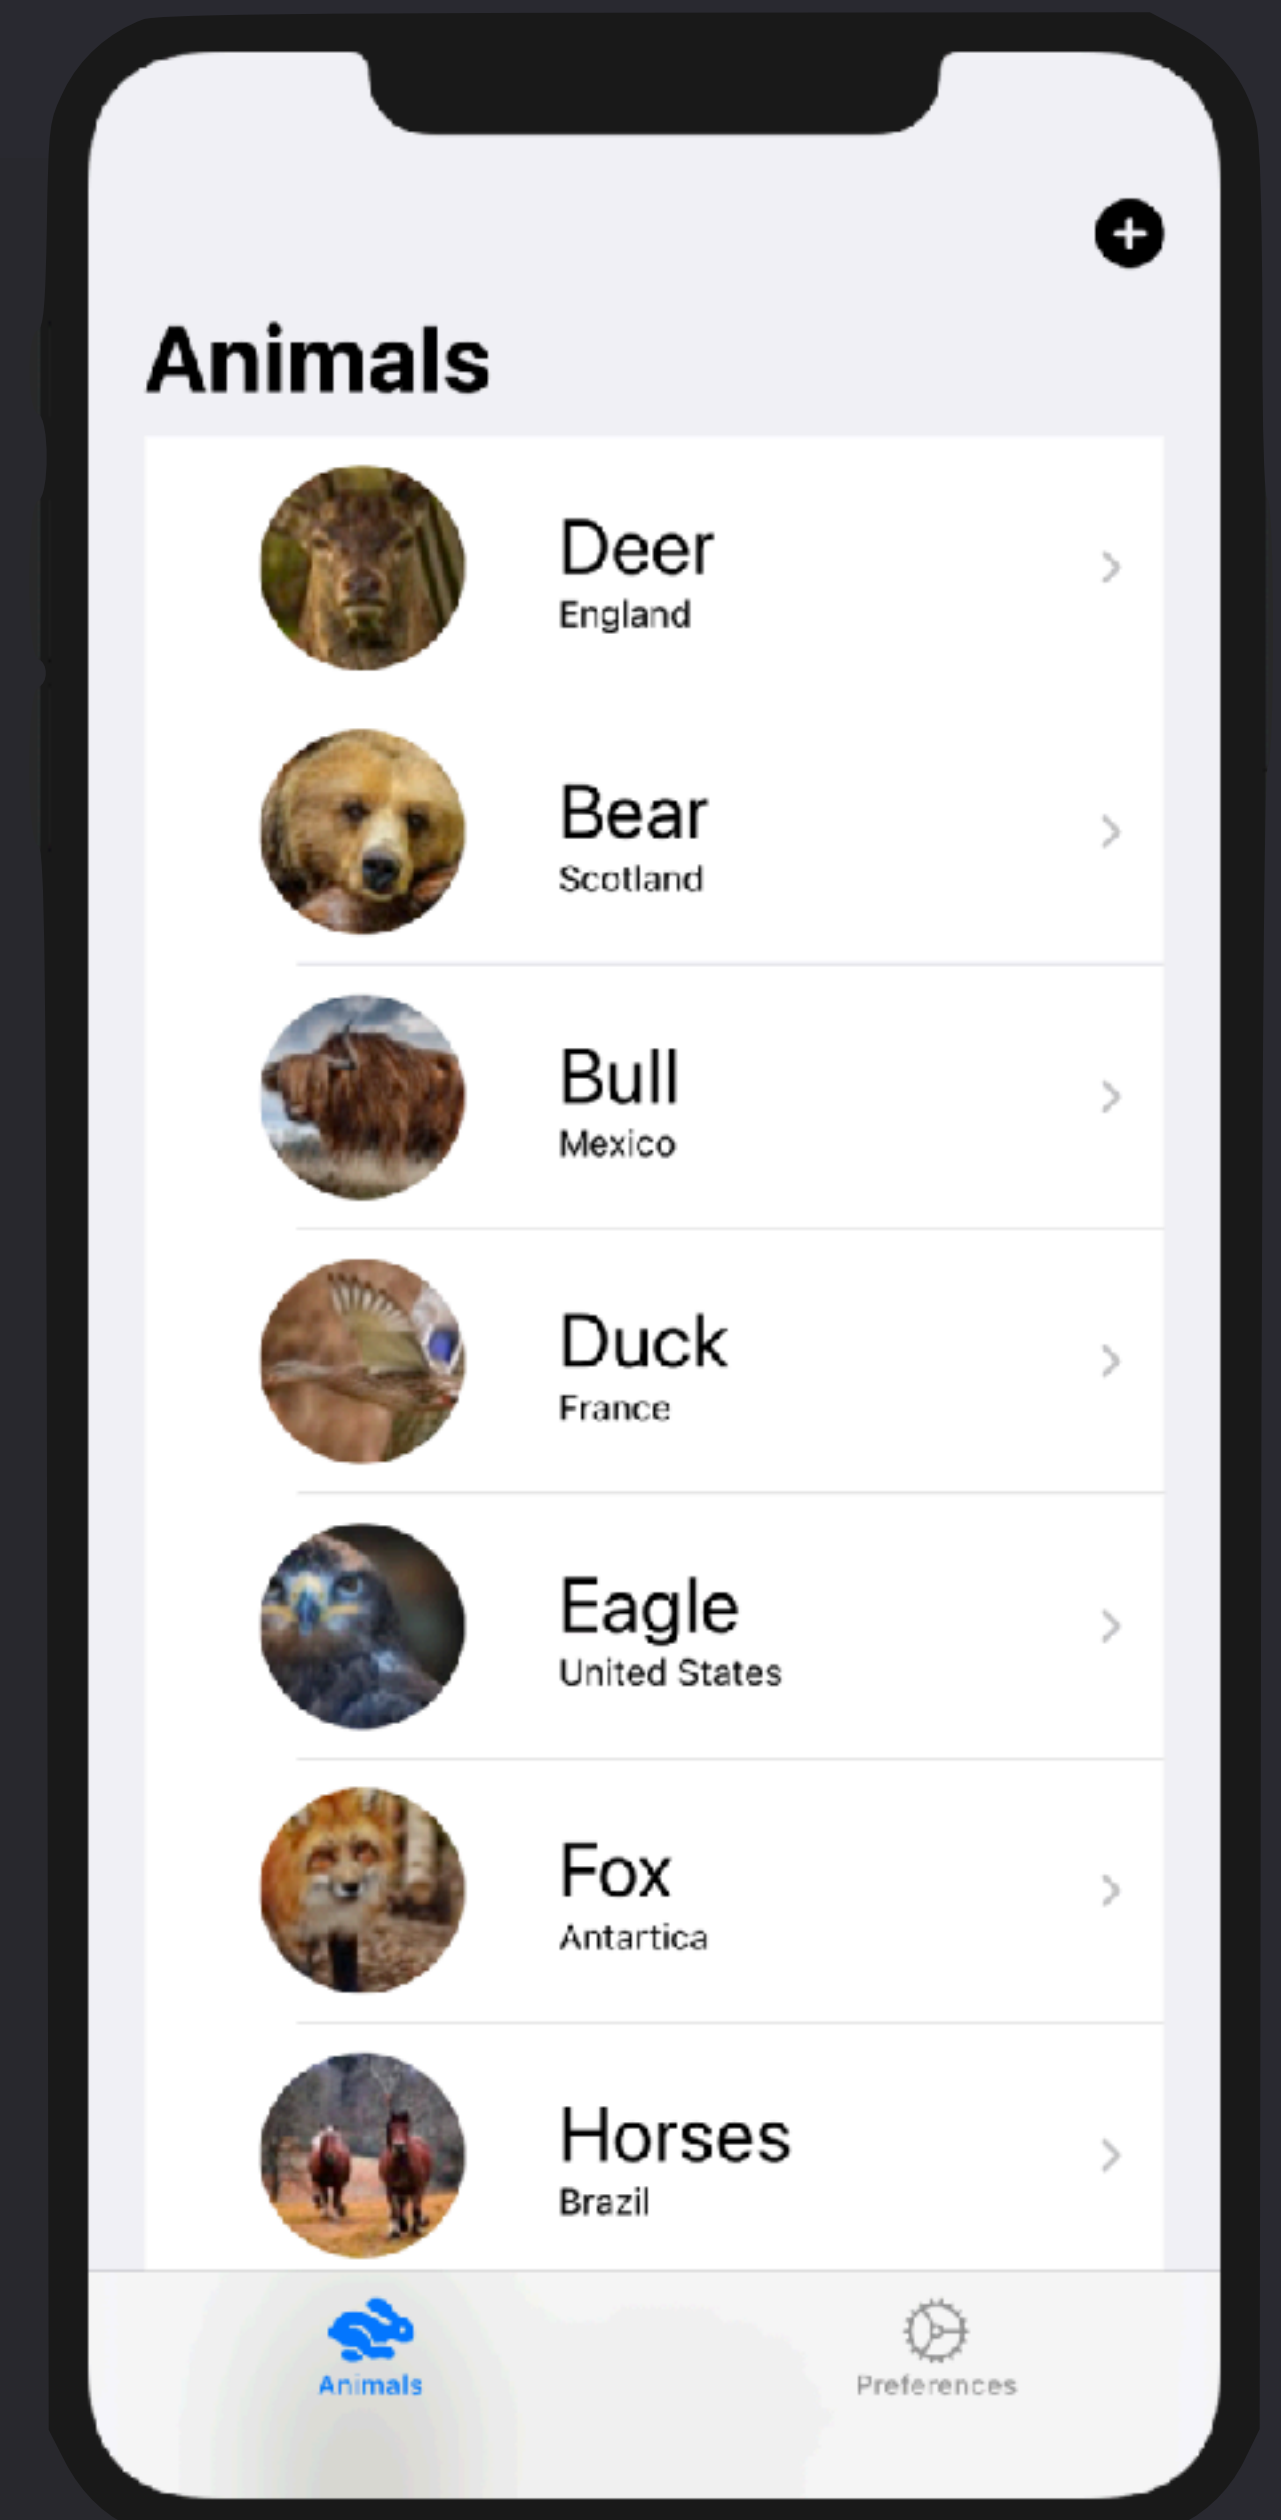 Animals
Deer
England
Bear
Scotland
Bull
Mexico
Duck
France
Eagle
United States
Fox
Antartica
Horses
Brazil
Animals
Preferences